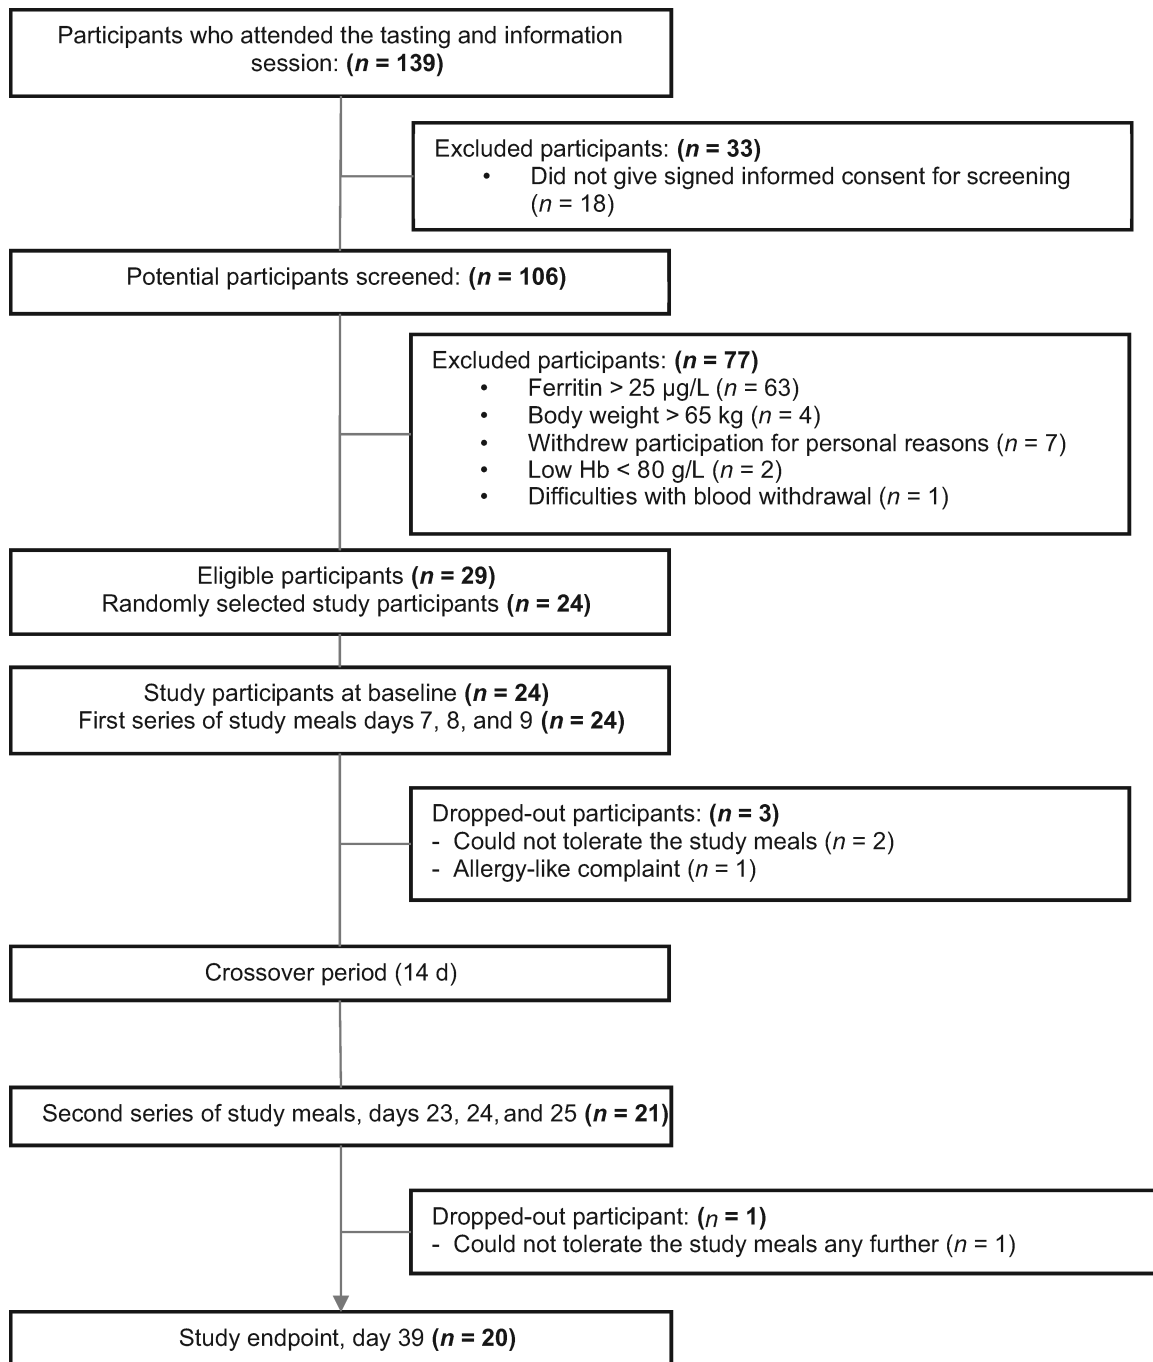 Participants who attended the tasting and information
session: (n = 139)
Excluded participants: (n = 33)
• Did not give signed informed consent for screening
(n = 18)
Potential participants screened: (n = 106)
Excluded participants: (n = 77)
• Ferritin > 25 µg/L (n = 63)
• Body weight > 65 kg (n = 4)
• Withdrew participation for personal reasons (n = 7)
• Low Hb < 80 g/L (n = 2)
• Difficulties with blood withdrawal (n = 1)
Eligible participants (n = 29)
Randomly selected study participants (n = 24)
Study participants at baseline (n = 24)
First series of study meals days 7, 8, and 9 (n = 24)
Dropped-out participants: (n = 3)
- Could not tolerate the study meals (n = 2)
- Allergy-like complaint (n = 1)
Crossover period (14 d)
Second series of study meals, days 23, 24, and 25 (n = 21)
Dropped-out participant: (n = 1)
- Could not tolerate the study meals any further (n = 1)
Study endpoint, day 39 (n = 20)